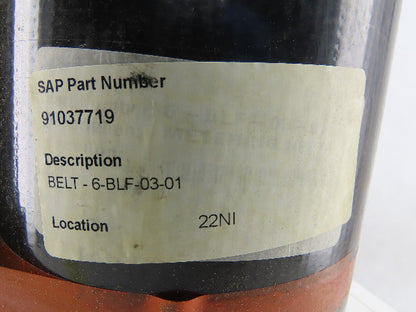 SAP Part Number
91037719
Description
BELT - 6-BLF-03-01
Location 22NI